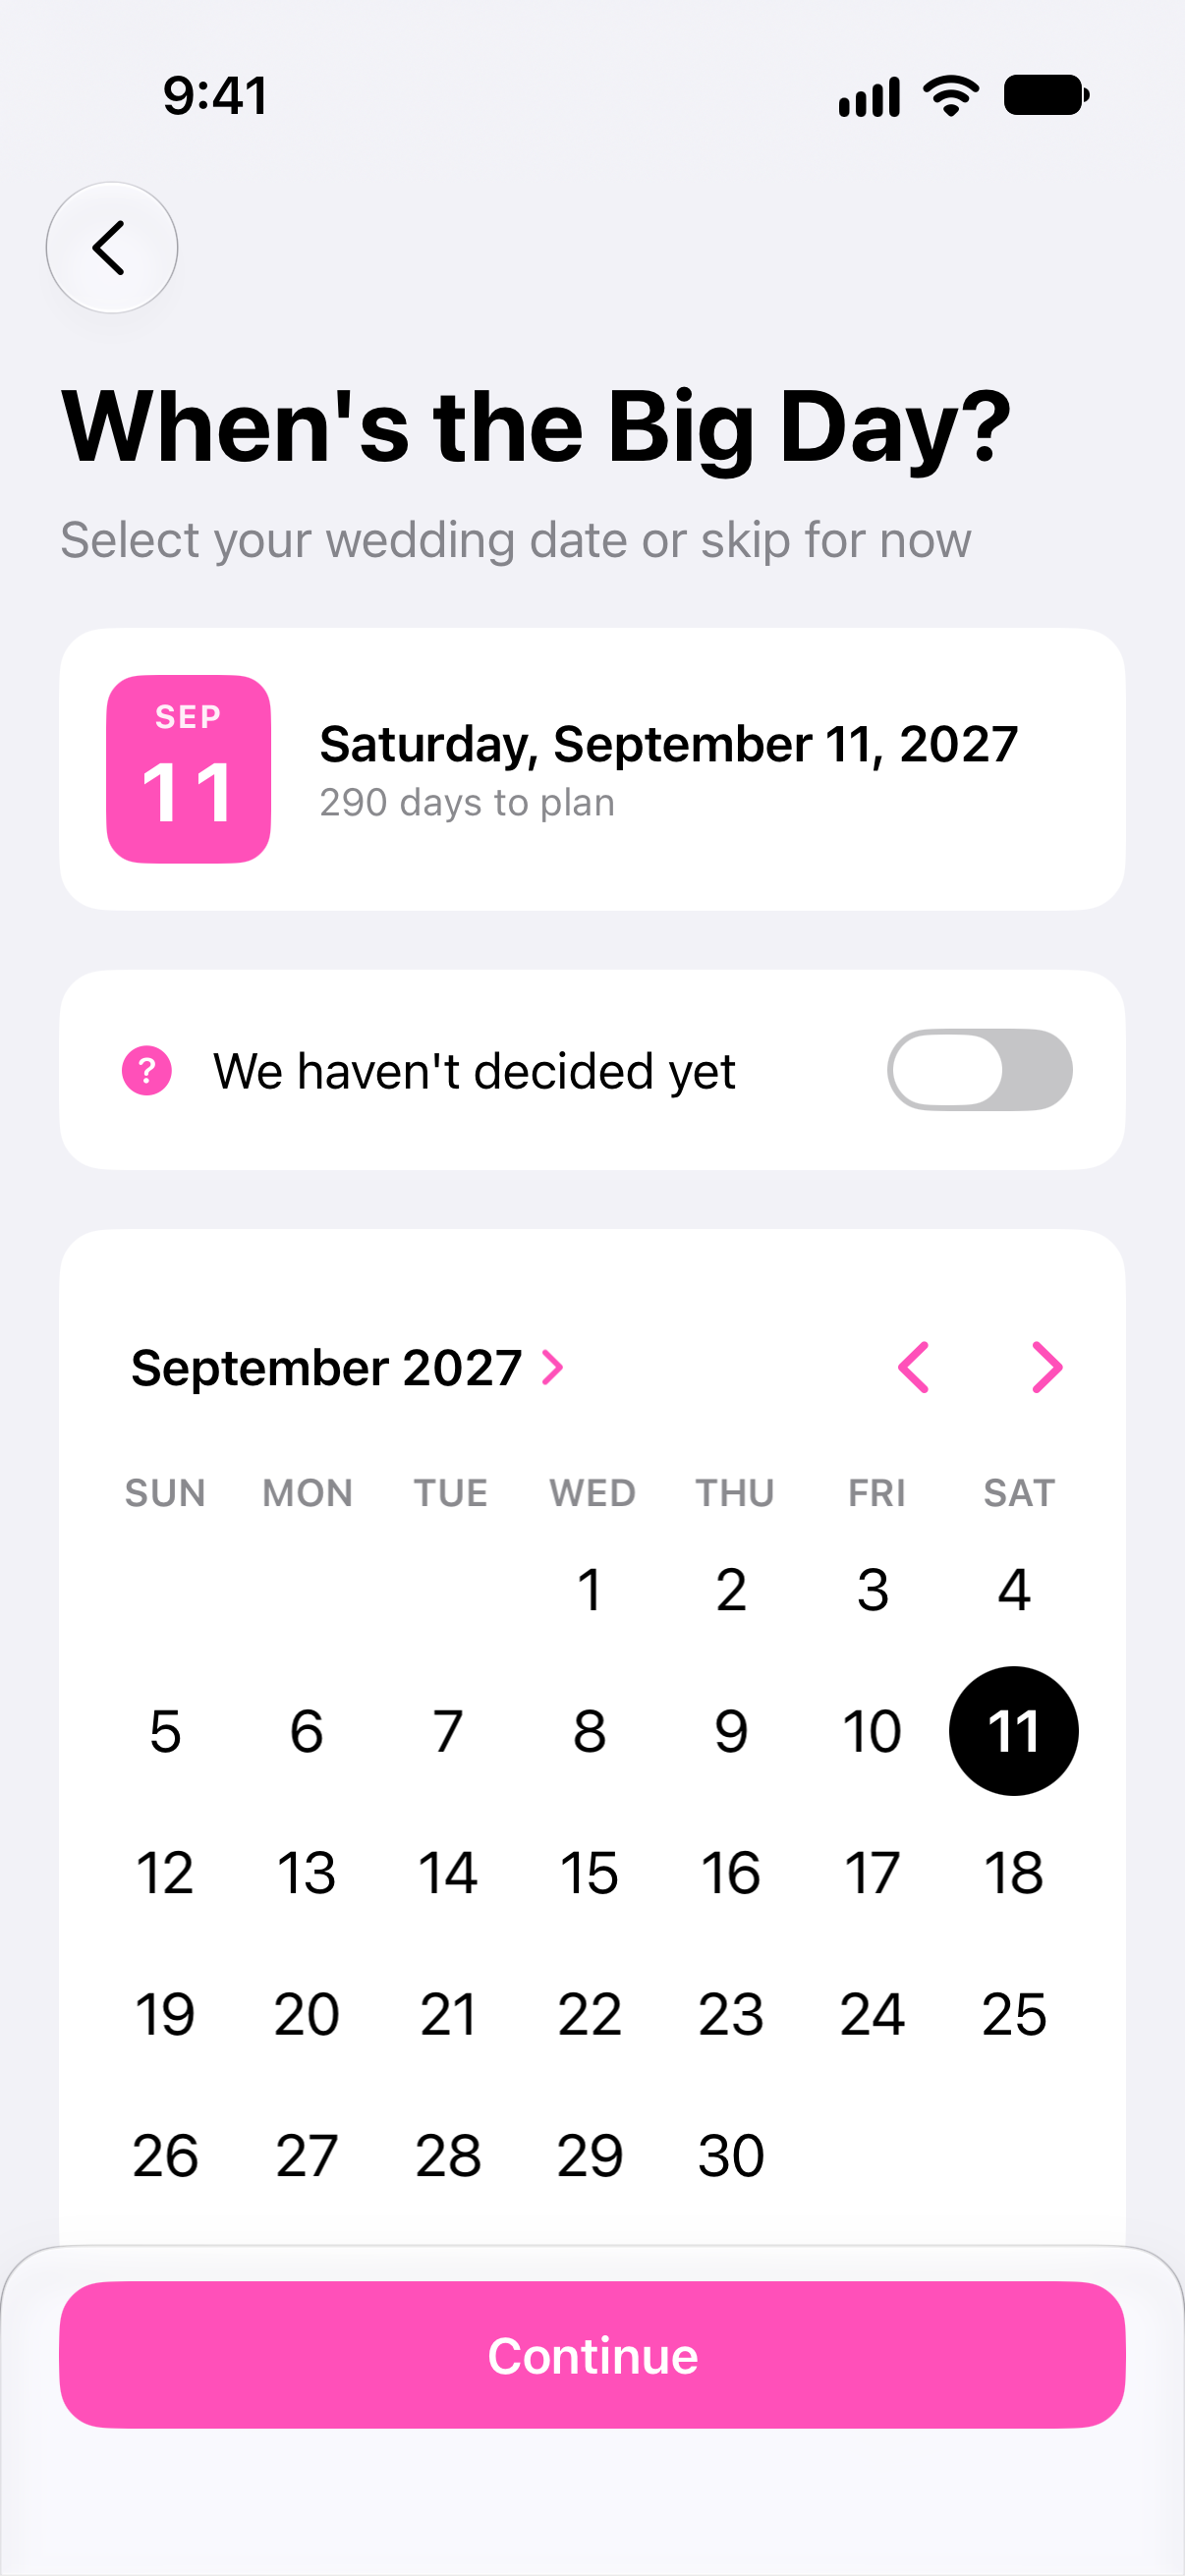 9:41
When's the Big Day?
Select your wedding date or skip for now
SEP
11
Saturday, September 11, 2027
290 days to plan
? We haven't decided yet
September 2027
SUN MON TUE WED THU FRI SAT
1 2 3 4
5 6 7 8 9 10 11
12 13 14 15 16 17 18
19 20 21 22 23 24 25
26 27 28 29 30
Continue